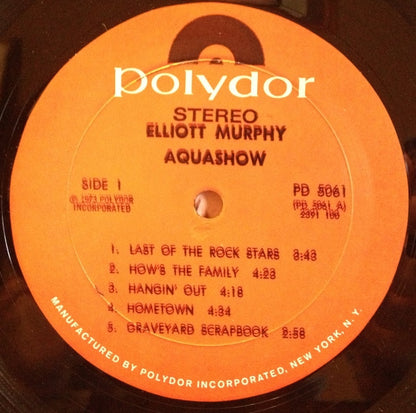 polydor
STEREO
ELLIOTT MURPHY
AQUASHOW
SIDE 1
℗ 1973 POLYDOR
INCORPORATED
PD 5061
(PD 5061 A)
2391 100
1. LAST OF THE ROCK STARS 3:43
2. HOW'S THE FAMILY 4:23
3. HANGIN' OUT 4:18
4. HOMETOWN 4:34
5. GRAVEYARD SCRAPBOOK 2:58
MANUFACTURED BY POLYDOR INCORPORATED, NEW YORK, N. Y.